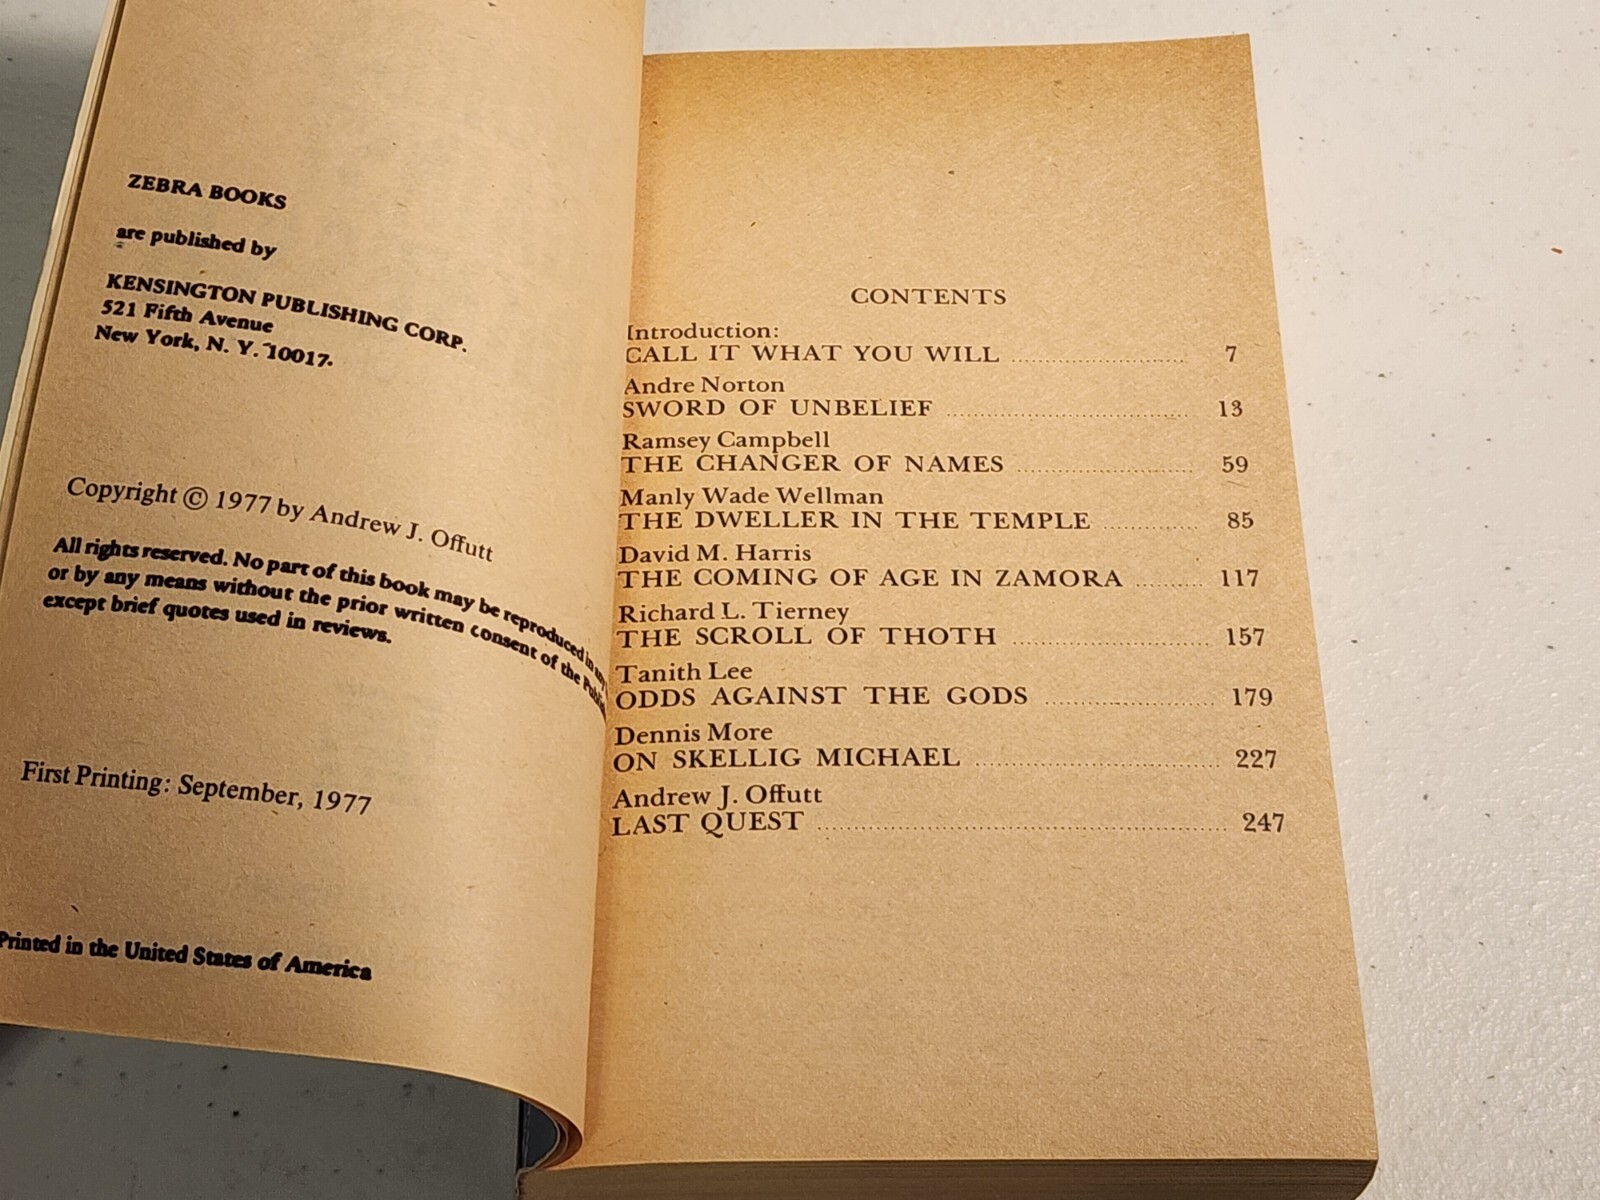 ZEBRA BOOKS
are published by
KENSINGTON PUBLISHING CORP.
521 Fifth Avenue
New York, N. Y. 10017.
Copyright © 1977 by Andrew J. Offutt
All rights reserved. No part of this book may be reproduced in any
or by any means without the prior written consent of the
except brief quotes used in reviews.
First Printing: September, 1977
Printed in the United States of America
CONTENTS
Introduction:
CALL IT WHAT YOU WILL ........................ 7
Andre Norton
SWORD OF UNBELIEF ........................ 13
Ramsey Campbell
THE CHANGER OF NAMES ........................ 59
Manly Wade Wellman
THE DWELLER IN THE TEMPLE ............ 85
David M. Harris
THE COMING OF AGE IN ZAMORA ......... 117
Richard L. Tierney
THE SCROLL OF THOTH ........................ 157
Tanith Lee
ODDS AGAINST THE GODS ..................... 179
Dennis More
ON SKELLIG MICHAEL ........................ 227
Andrew J. Offutt
LAST QUEST .......................................... 247